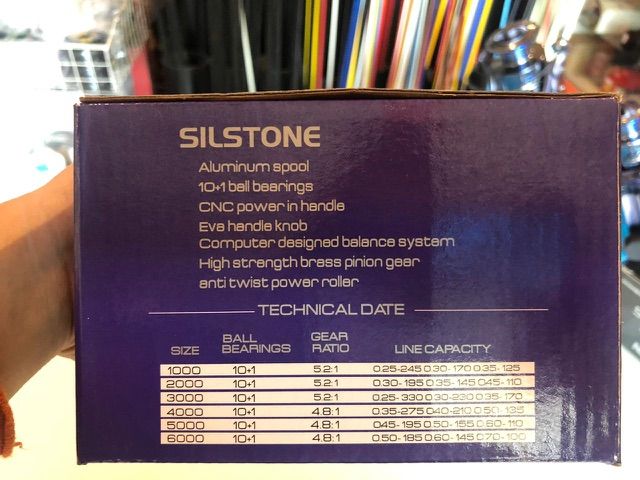 SILSTONE
Aluminum spool
10+1 ball bearings
CNC power in handle
Eva handle knob
Computer designed balance system
High strength brass pinion gear
anti twist power roller
TECHNICAL DATE
SIZE BALL BEARINGS GEAR RATIO LINE CAPACITY
1000 10+1 5.2:1 0.25-245 0.30-170 0.35-125
2000 10+1 5.2:1 0.30-195 0.35-145 0.45-110
3000 10+1 5.2:1 0.25-330 0.30-230 0.35-170
4000 10+1 4.8:1 0.35-275 0.40-210 0.50-135
5000 10+1 4.8:1 0.45-195 0.50-155 0.60-110
6000 10+1 4.8:1 0.50-185 0.60-145 0.70-100